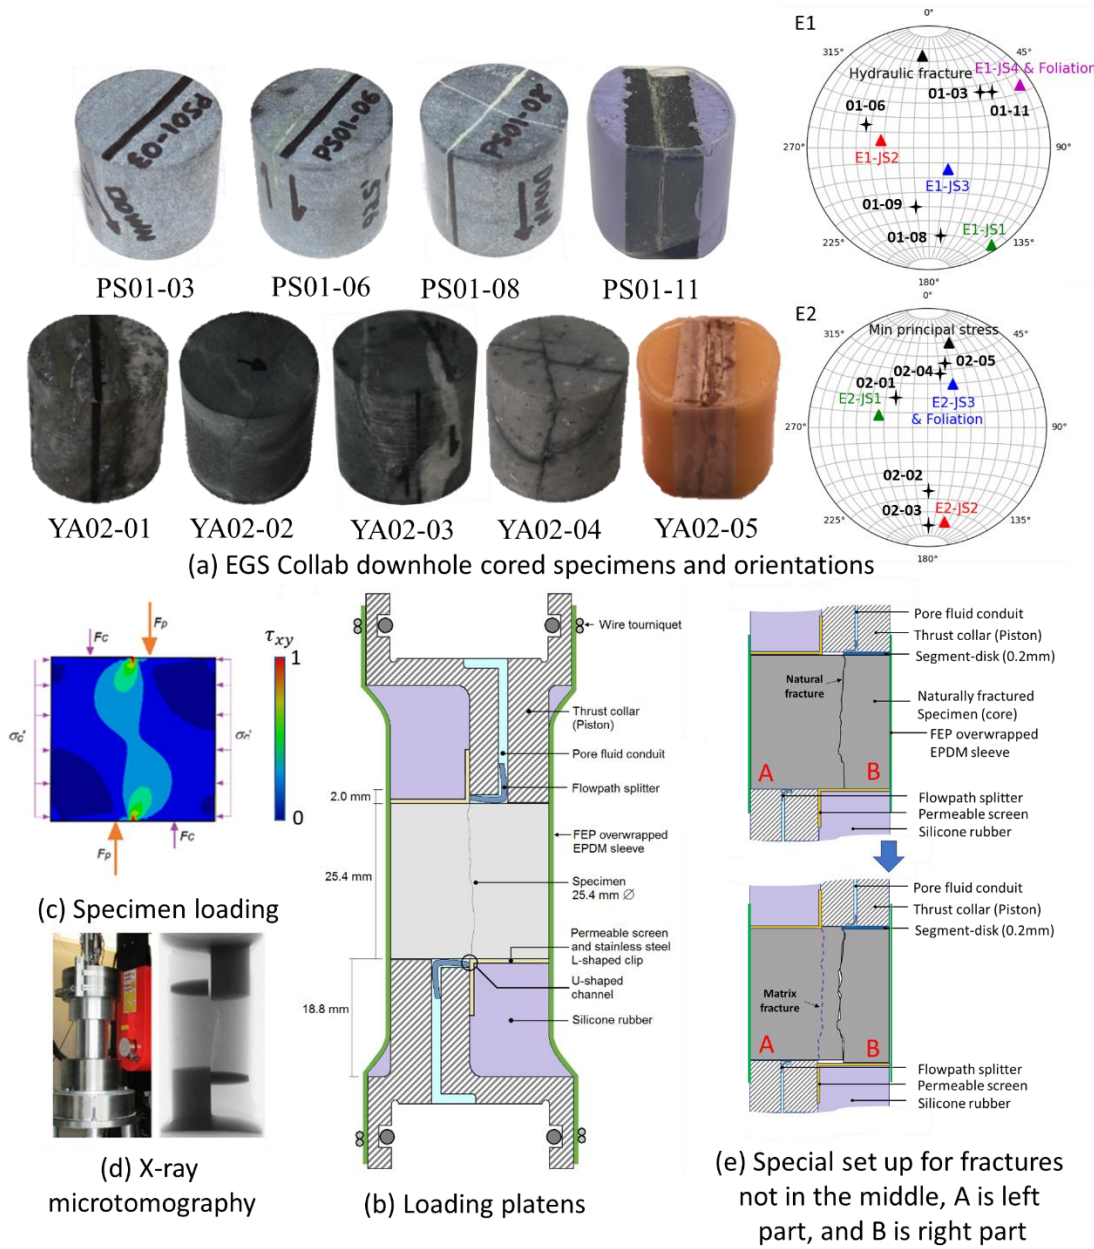 E1
0°
45°
90°
135°
180°
225°
270°
315°
Hydraulic fracture
E1-JS4 & Foliation
01-03
01-11
01-06
E1-JS2
E1-JS3
01-09
01-08
E1-JS1
PS01-03
DOWN
PS01-06
PS01-08
DOWN
PS01-03
PS01-06
PS01-08
PS01-11
E2
0°
45°
90°
135°
180°
225°
270°
315°
Min principal stress
02-05
02-04
02-01
E2-JS1
E2-JS3
& Foliation
02-02
02-03
E2-JS2
YA02-01
YA02-02
YA02-03
YA02-04
YA02-05
(a) EGS Collab downhole cored specimens and orientations
Fp
Fc
τxy
1
0
σc'
σc'
Fp
Fc
(c) Specimen loading
(d) X-ray
microtomography
Wire tourniquet
Thrust collar
(Piston)
Pore fluid conduit
Flowpath splitter
2.0 mm
FEP overwrapped
EPDM sleeve
25.4 mm
Specimen
25.4 mm ∅
Permeable screen
and stainless steel
L-shaped clip
U-shaped
channel
18.8 mm
Silicone rubber
(b) Loading platens
Pore fluid conduit
Thrust collar (Piston)
Segment-disk (0.2mm)
Natural
fracture
Naturally fractured
Specimen (core)
FEP overwrapped
EPDM sleeve
A
B
Flowpath splitter
Permeable screen
Silicone rubber
Pore fluid conduit
Thrust collar (Piston)
Segment-disk (0.2mm)
Matrix
fracture
A
B
Flowpath splitter
Permeable screen
Silicone rubber
(e) Special set up for fractures
not in the middle, A is left
part, and B is right part